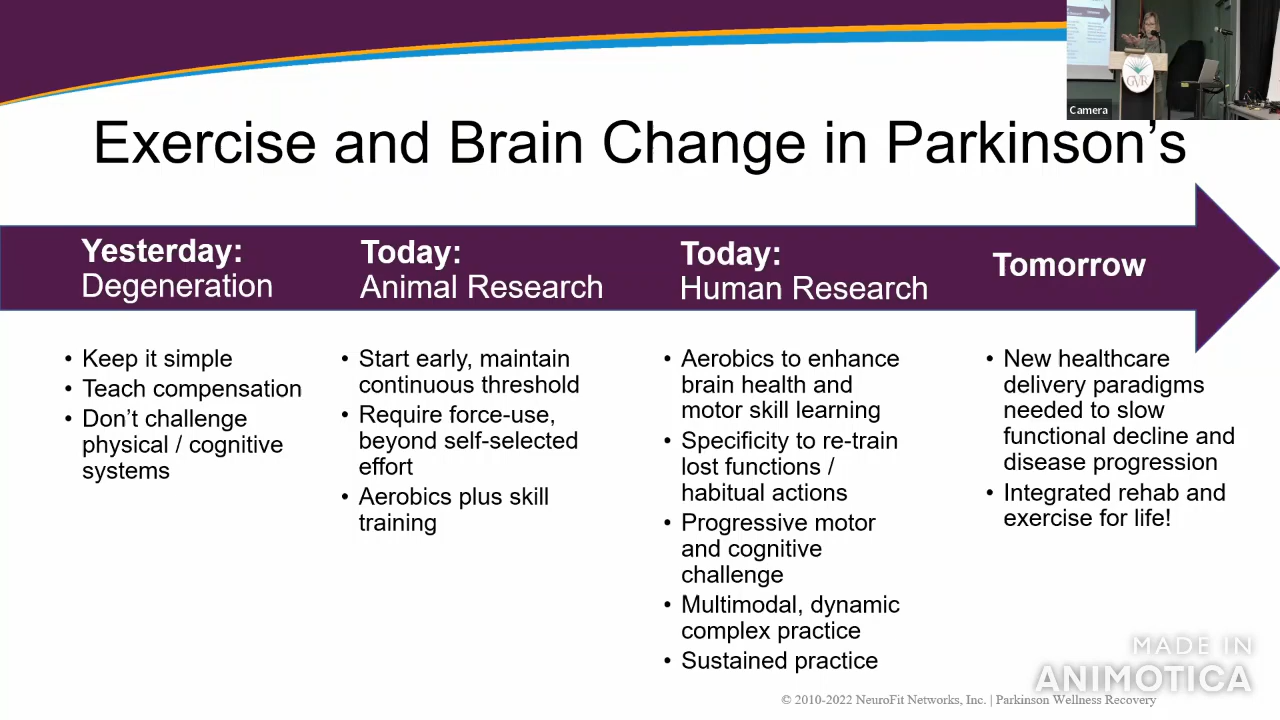 Camera
GVR
Exercise and Brain Change in Parkinson's
Yesterday:
Degeneration
Today:
Animal Research
Today:
Human Research
Tomorrow
• Keep it simple
• Teach compensation
• Don't challenge
physical / cognitive
systems
• Start early, maintain
continuous threshold
• Require force-use,
beyond self-selected
effort
• Aerobics plus skill
training
• Aerobics to enhance
brain health and
motor skill learning
• Specificity to re-train
lost functions /
habitual actions
• Progressive motor
and cognitive
challenge
• Multimodal, dynamic
complex practice
• Sustained practice
• New healthcare
delivery paradigms
needed to slow
functional decline and
disease progression
• Integrated rehab and
exercise for life!
MADE IN
ANIMOTICA
© 2010-2022 NeuroFit Networks, Inc. | Parkinson Wellness Recovery